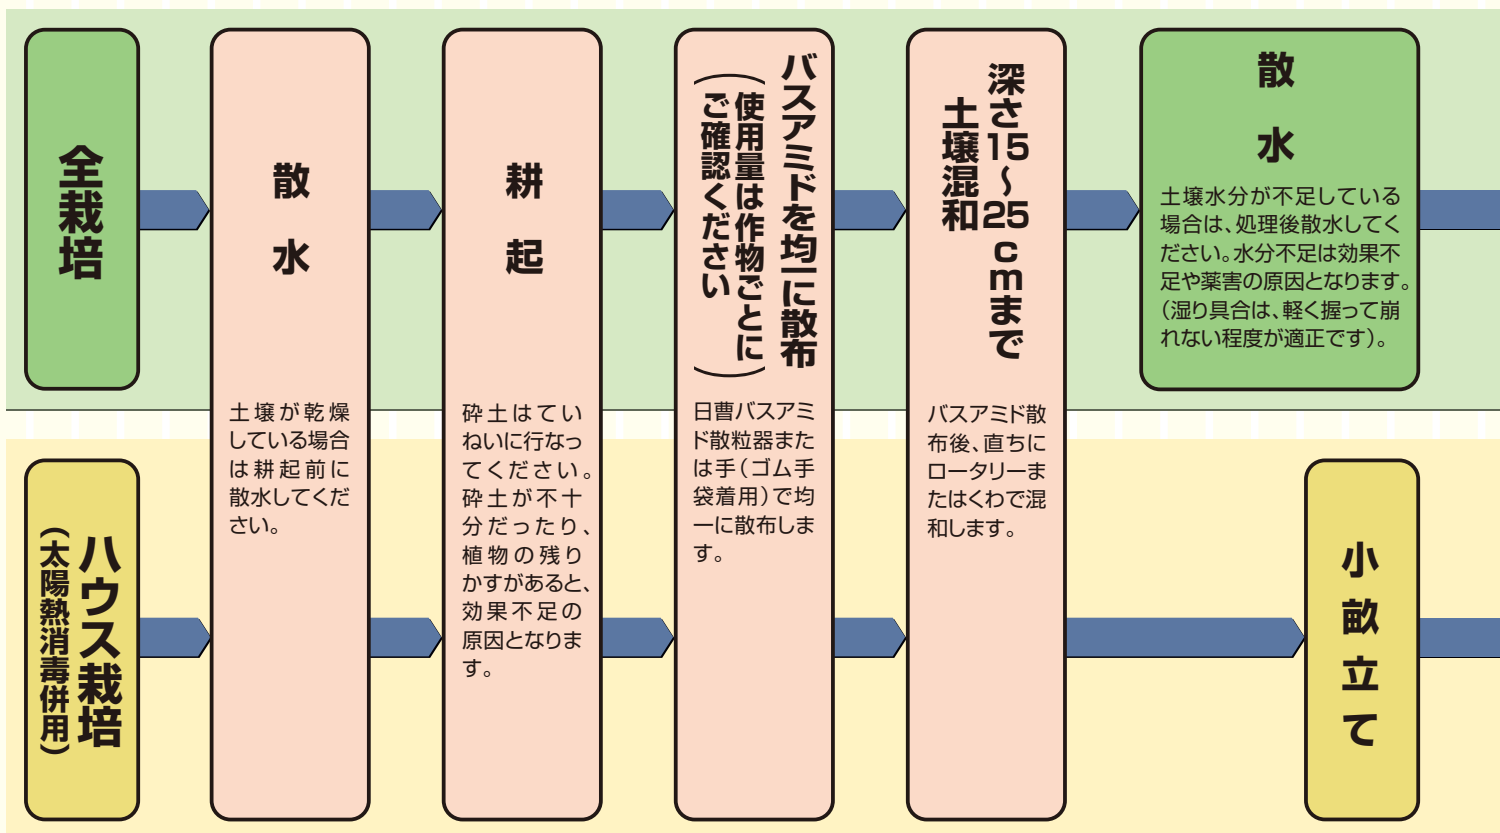 全栽培
散水
土壌が乾燥
している場合
は耕起前に
散水してくだ
さい。
耕起
砕土はてい
ねいに行なっ
てください。
砕土が不十
分だったり、
植物の残り
かすがあると、
効果不足の
原因となりま
す。
バスアミドを均一に散布
（使用量は作物ごとに
ご確認ください）
日曹バスアミ
ド散粒器また
は手（ゴム手
袋着用）で均
一に散布しま
す。
深さ15～25cmまで
土壌混和
バスアミド散
布後、直ちに
ロータリーま
たはくわで混
和します。
散水
土壌水分が不足している
場合は、処理後散水してく
ださい。水分不足は効果不
足や薬害の原因となります。
（湿り具合は、軽く握って崩
れない程度が適正です）。
ハウス栽培
（太陽熱消毒併用）
小畝立て